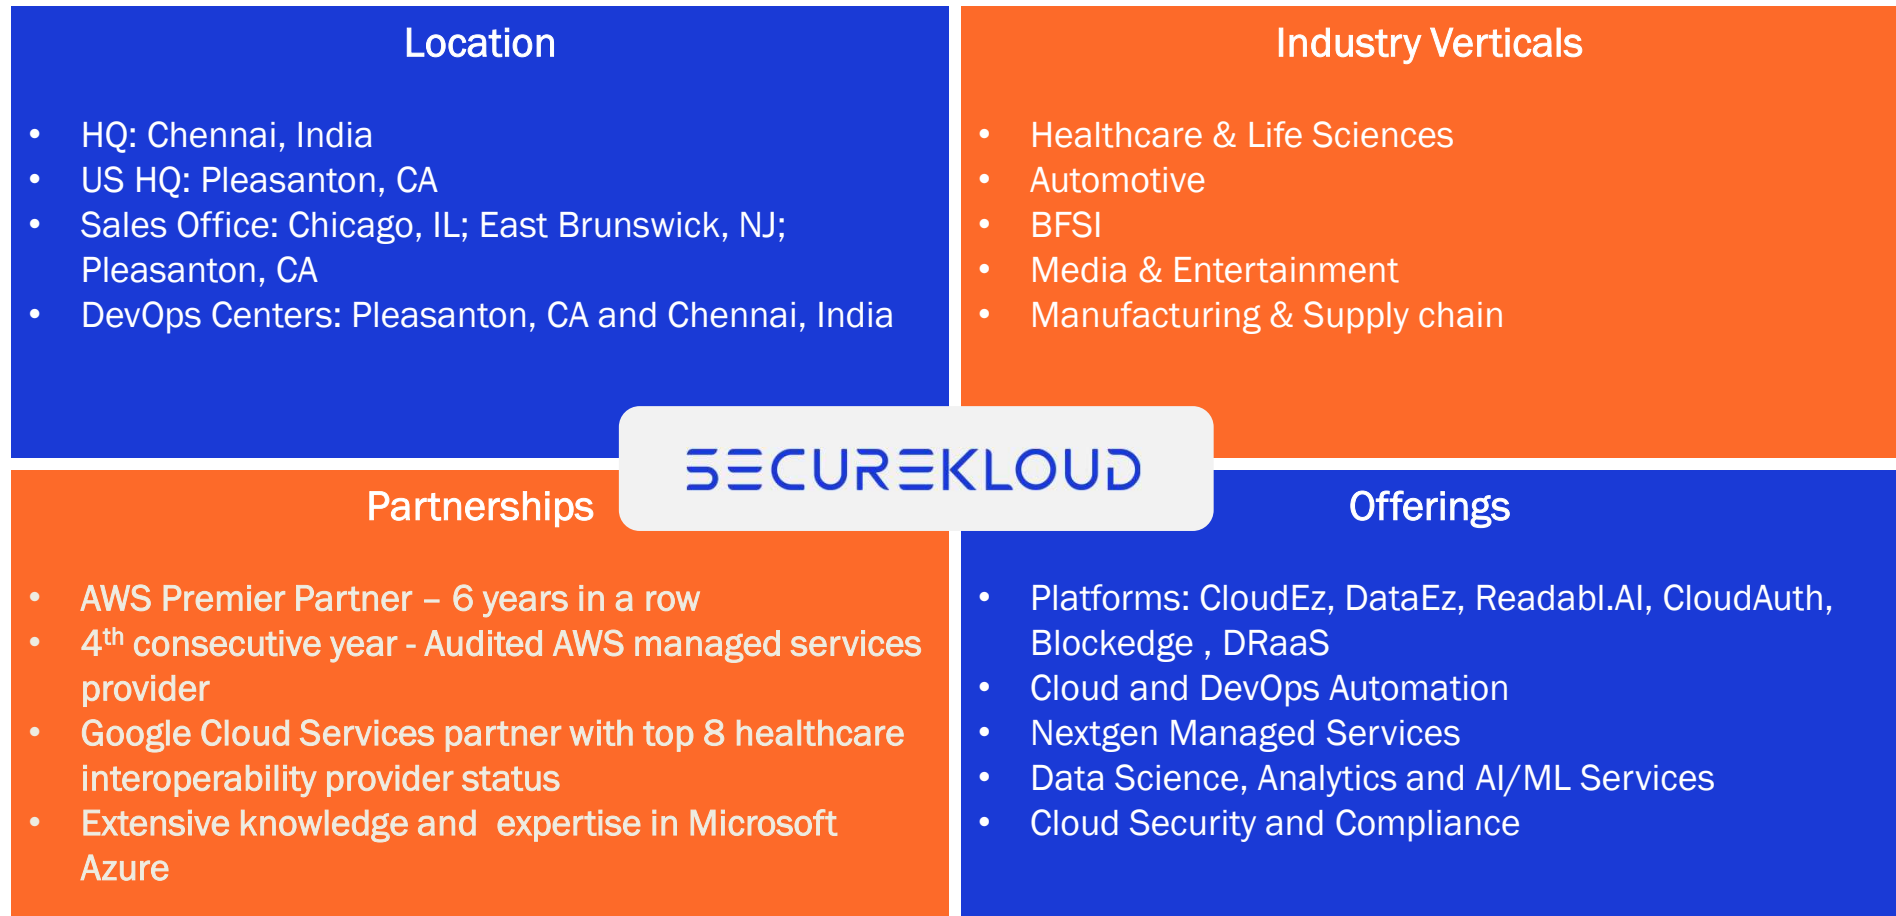 Location
• HQ: Chennai, India
• US HQ: Pleasanton, CA
• Sales Office: Chicago, IL; East Brunswick, NJ;
Pleasanton, CA
• DevOps Centers: Pleasanton, CA and Chennai, India
Industry Verticals
• Healthcare & Life Sciences
• Automotive
• BFSI
• Media & Entertainment
• Manufacturing & Supply chain
SECUREKLOUD
Partnerships
• AWS Premier Partner – 6 years in a row
• 4th consecutive year - Audited AWS managed services
provider
• Google Cloud Services partner with top 8 healthcare
interoperability provider status
• Extensive knowledge and  expertise in Microsoft
Azure
Offerings
• Platforms: CloudEz, DataEz, Readabl.AI, CloudAuth,
Blockedge , DRaaS
• Cloud and DevOps Automation
• Nextgen Managed Services
• Data Science, Analytics and AI/ML Services
• Cloud Security and Compliance